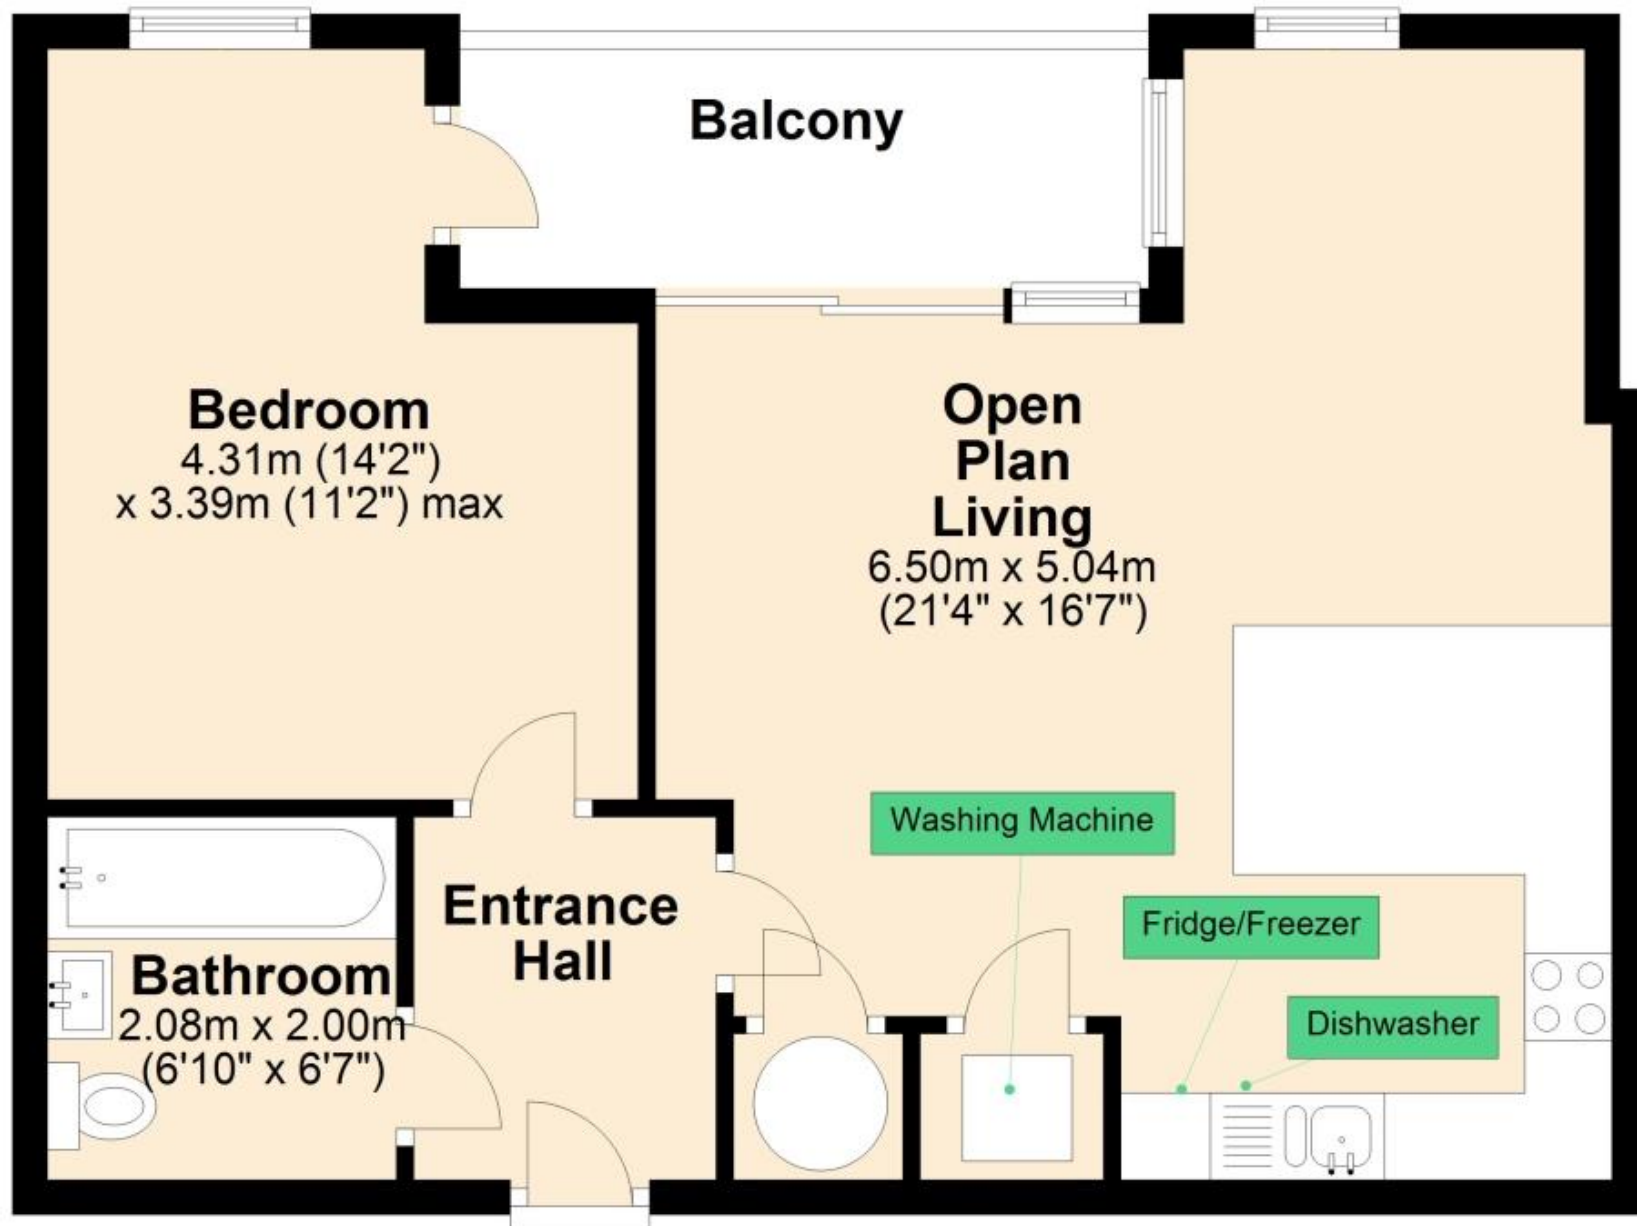 Balcony
Bedroom
4.31m (14'2")
x 3.39m (11'2") max
Open
Plan
Living
6.50m x 5.04m
(21'4" x 16'7")
Washing Machine
Entrance
Hall
Fridge/Freezer
Bathroom
2.08m x 2.00m
(6'10" x 6'7")
Dishwasher